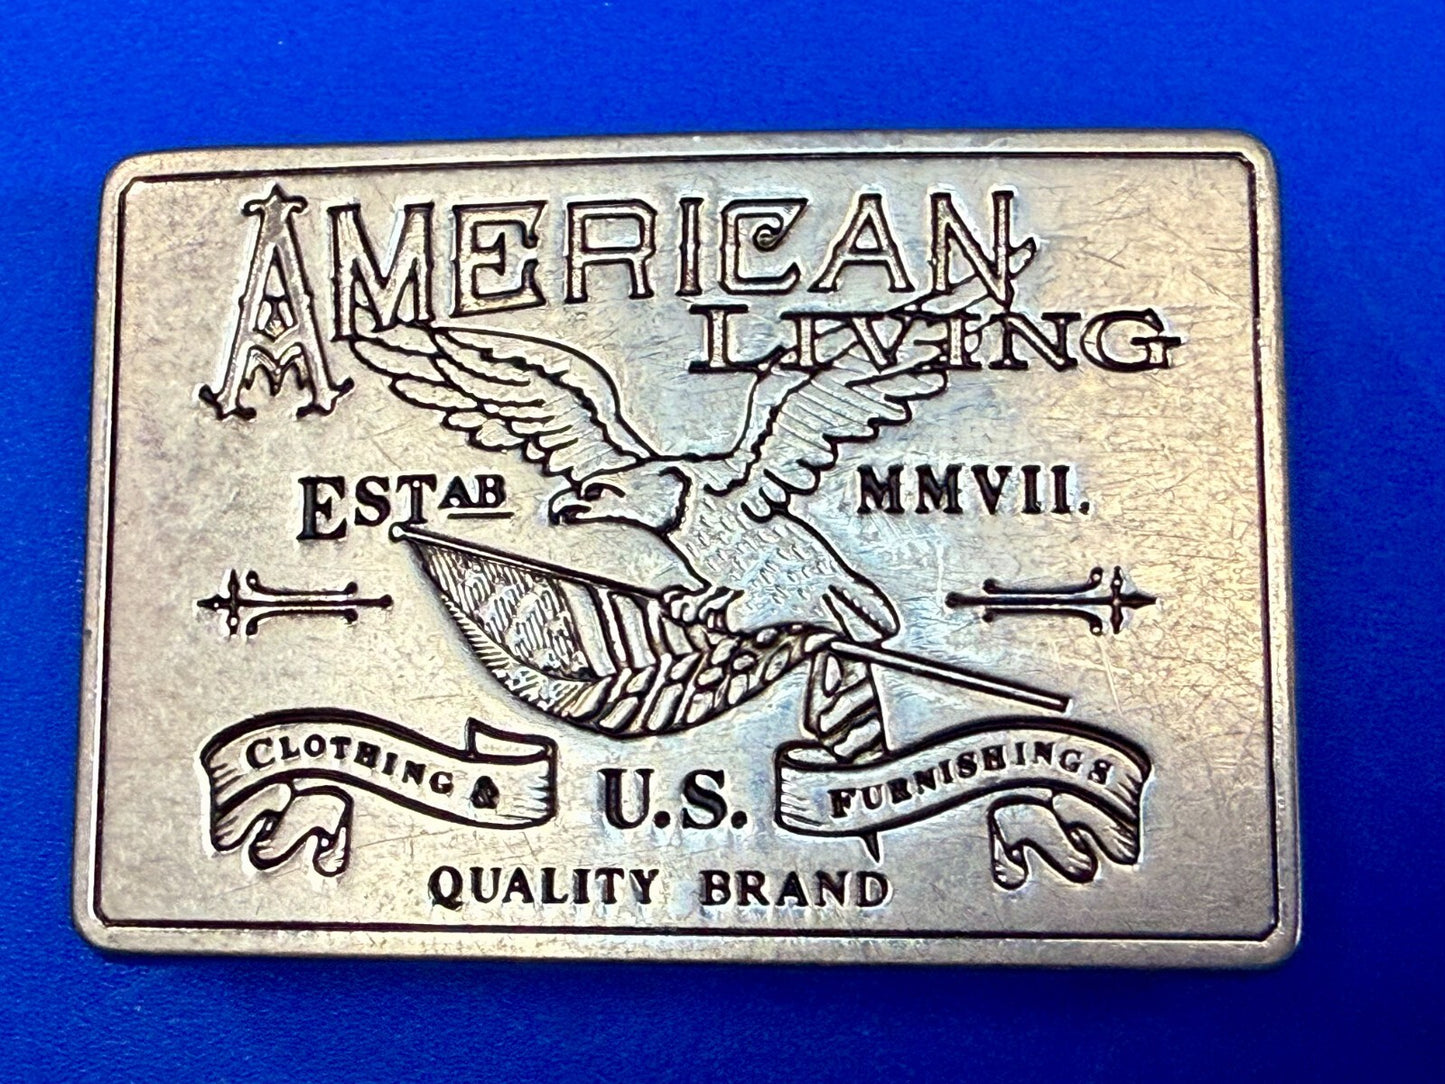 AMERICAN
LIVING
ESTAB MMVII.
CLOTHING & U.S. FURNISHINGS
QUALITY BRAND